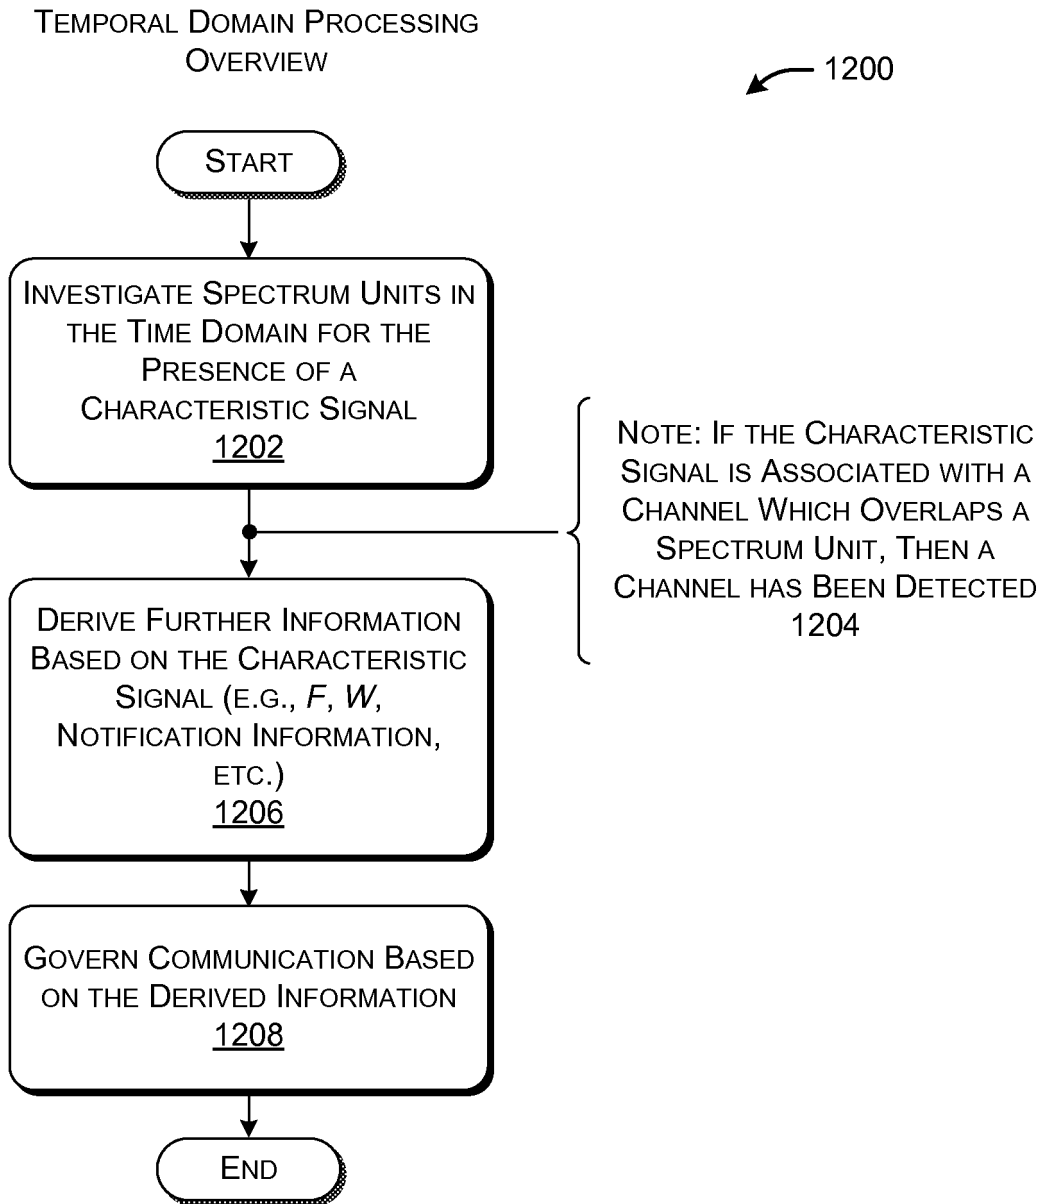 TEMPORAL DOMAIN PROCESSING
OVERVIEW
1200
START
INVESTIGATE SPECTRUM UNITS IN
THE TIME DOMAIN FOR THE
PRESENCE OF A
CHARACTERISTIC SIGNAL
1202
NOTE: IF THE CHARACTERISTIC
SIGNAL IS ASSOCIATED WITH A
CHANNEL WHICH OVERLAPS A
SPECTRUM UNIT, THEN A
CHANNEL HAS BEEN DETECTED
1204
DERIVE FURTHER INFORMATION
BASED ON THE CHARACTERISTIC
SIGNAL (E.G., F, W,
NOTIFICATION INFORMATION,
ETC.)
1206
GOVERN COMMUNICATION BASED
ON THE DERIVED INFORMATION
1208
END